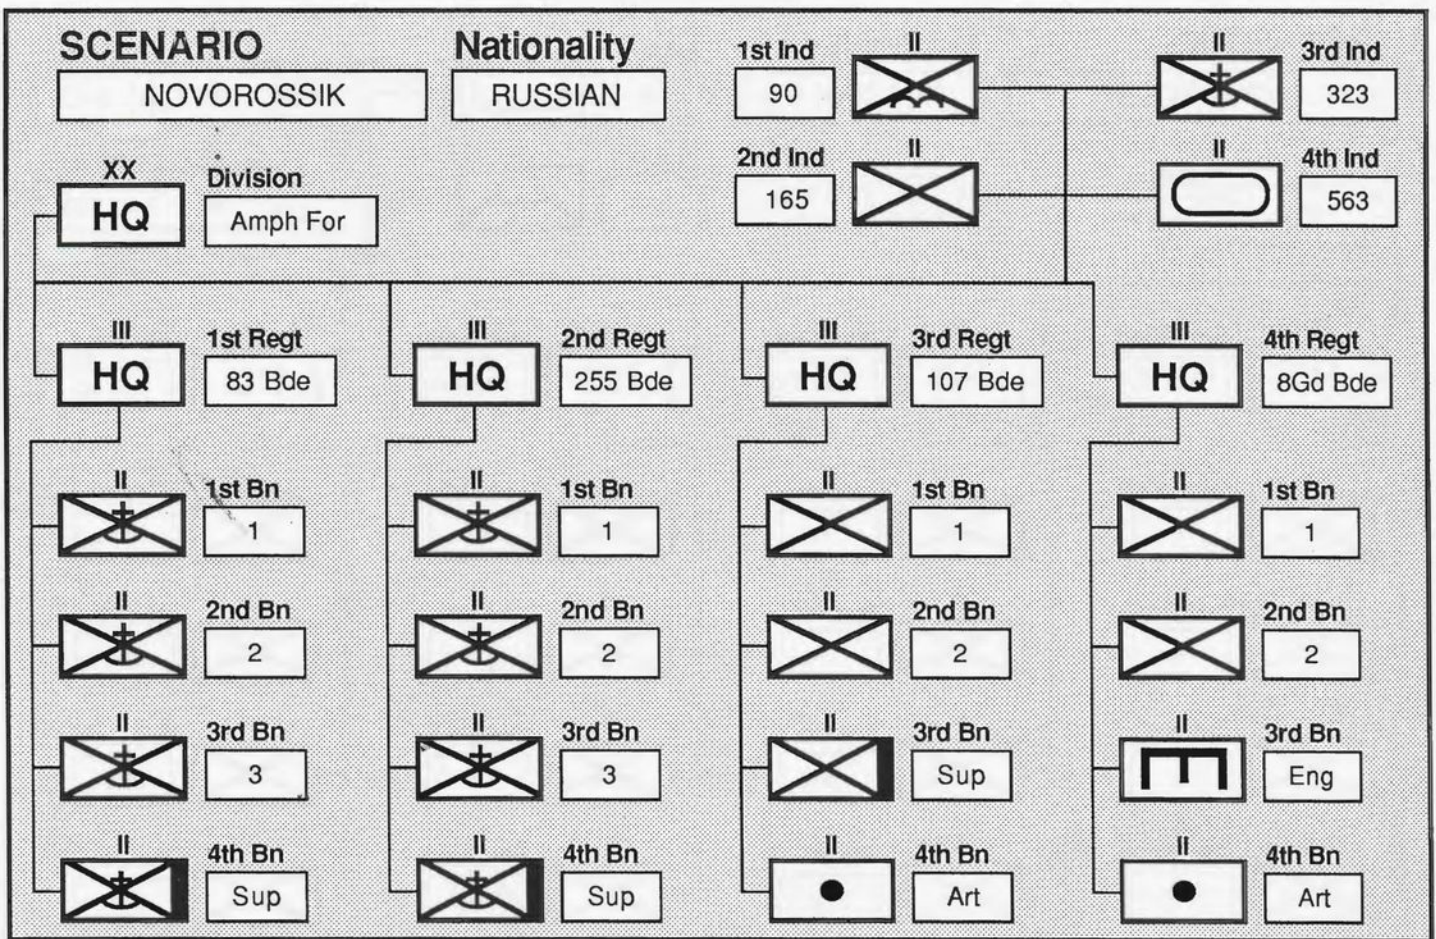 SCENARIO
NOVOROSSIK
Nationality
RUSSIAN
1st Ind
90
II
II
3rd Ind
323
2nd Ind
165
II
II
4th Ind
563
XX
HQ
Division
Amph For
III
HQ
1st Regt
83 Bde
III
HQ
2nd Regt
255 Bde
III
HQ
3rd Regt
107 Bde
III
HQ
4th Regt
8Gd Bde
II
1st Bn
1
II
1st Bn
1
II
1st Bn
1
II
1st Bn
1
II
2nd Bn
2
II
2nd Bn
2
II
2nd Bn
2
II
2nd Bn
2
II
3rd Bn
3
II
3rd Bn
3
II
3rd Bn
Sup
II
3rd Bn
Eng
II
4th Bn
Sup
II
4th Bn
Sup
II
4th Bn
Art
II
4th Bn
Art